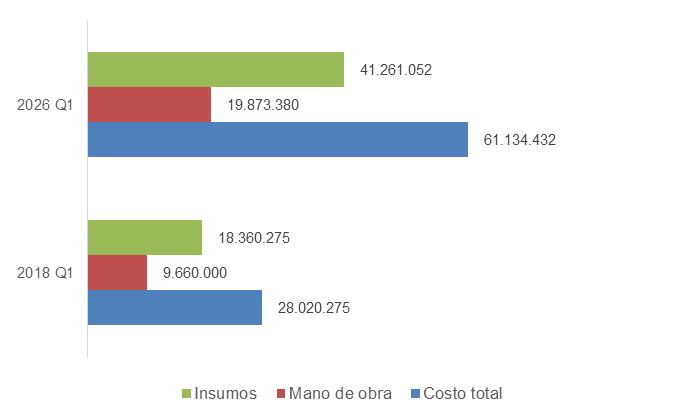 41.261.052
2026 Q1
19.873.380
61.134.432
18.360.275
2018 Q1
9.660.000
28.020.275
Insumos Mano de obra Costo total